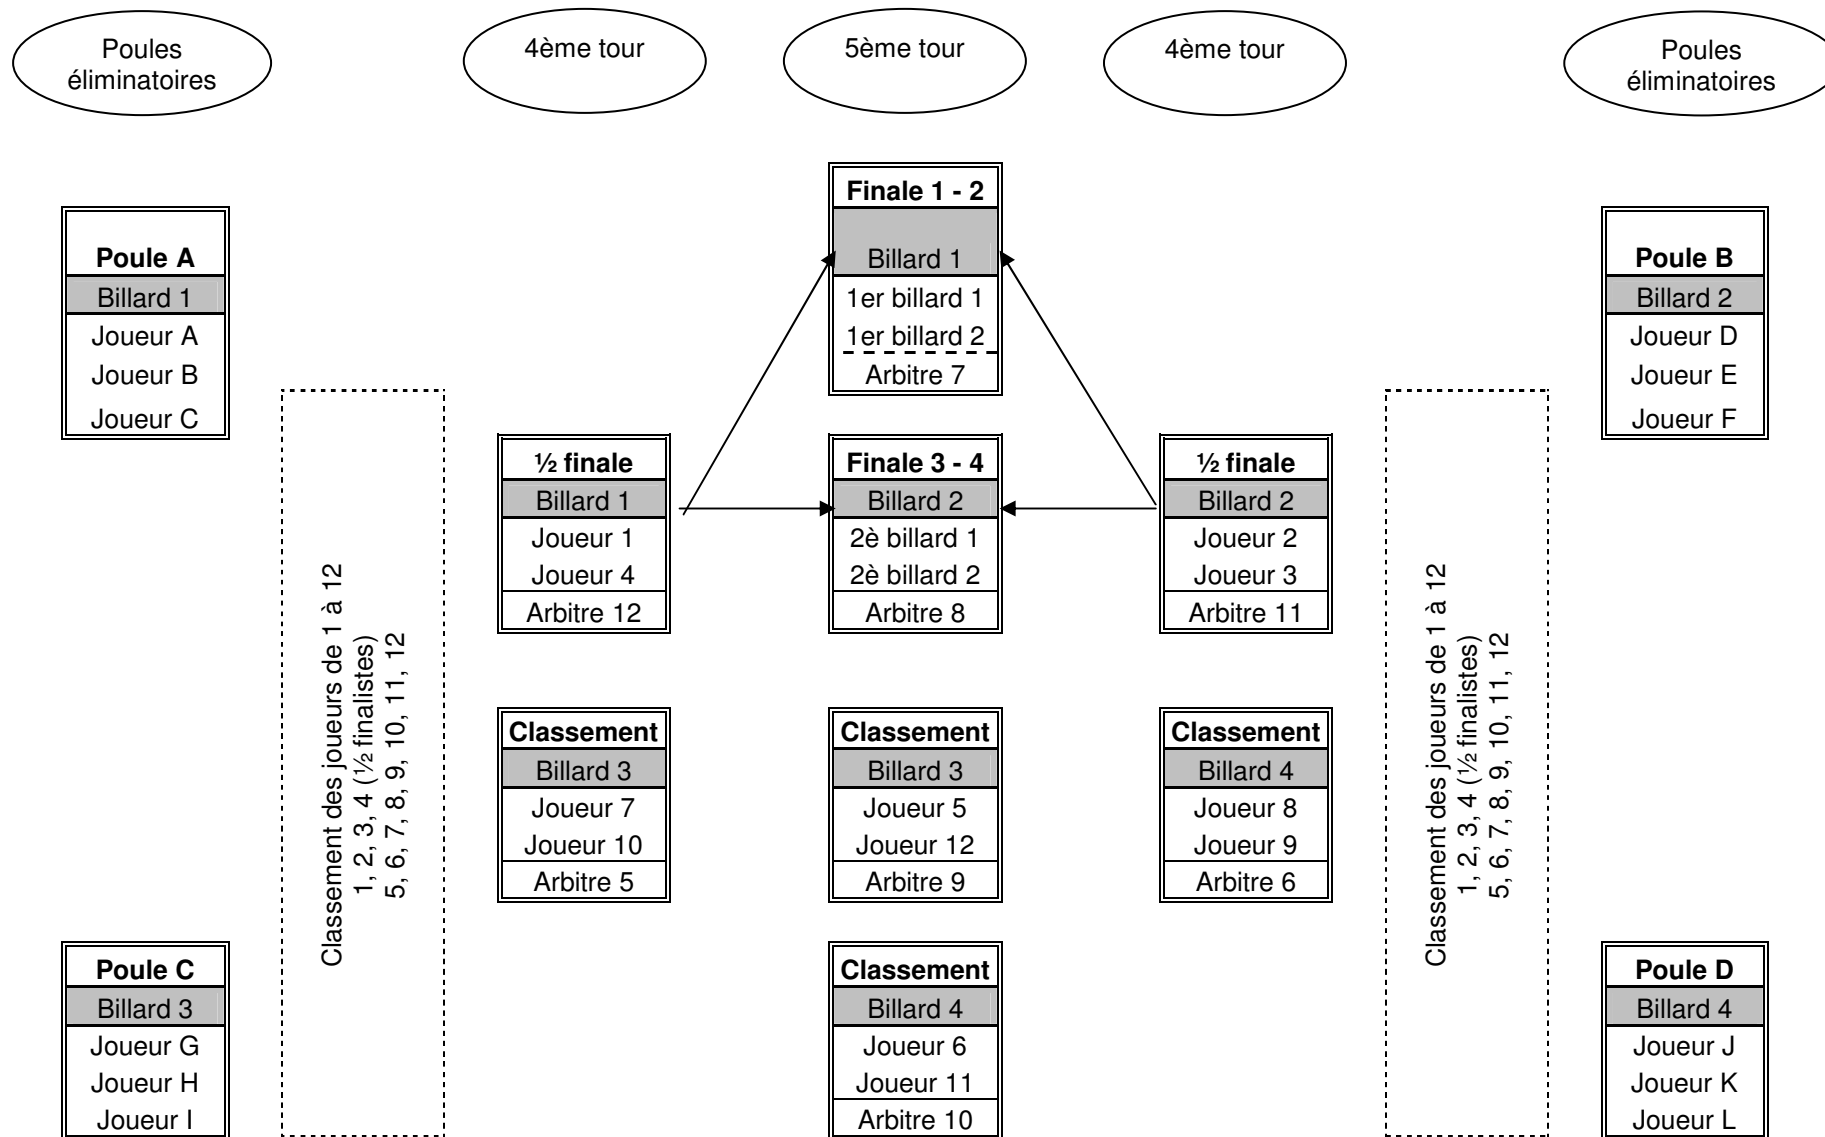 Poules
éliminatoires
4ème tour
5ème tour
4ème tour
Poules
éliminatoires
Poule A
Billard 1
Joueur A
Joueur B
Joueur C
Poule C
Billard 3
Joueur G
Joueur H
Joueur I
Classement des joueurs de 1 à 12
1, 2, 3, 4 (½ finalistes)
5, 6, 7, 8, 9, 10, 11, 12
½ finale
Billard 1
Joueur 1
Joueur 4
Arbitre 12
Classement
Billard 3
Joueur 7
Joueur 10
Arbitre 5
Finale 1 - 2
Billard 1
1er billard 1
1er billard 2
Arbitre 7
Finale 3 - 4
Billard 2
2è billard 1
2è billard 2
Arbitre 8
Classement
Billard 3
Joueur 5
Joueur 12
Arbitre 9
Classement
Billard 4
Joueur 6
Joueur 11
Arbitre 10
½ finale
Billard 2
Joueur 2
Joueur 3
Arbitre 11
Classement
Billard 4
Joueur 8
Joueur 9
Arbitre 6
Classement des joueurs de 1 à 12
1, 2, 3, 4 (½ finalistes)
5, 6, 7, 8, 9, 10, 11, 12
Poule B
Billard 2
Joueur D
Joueur E
Joueur F
Poule D
Billard 4
Joueur J
Joueur K
Joueur L